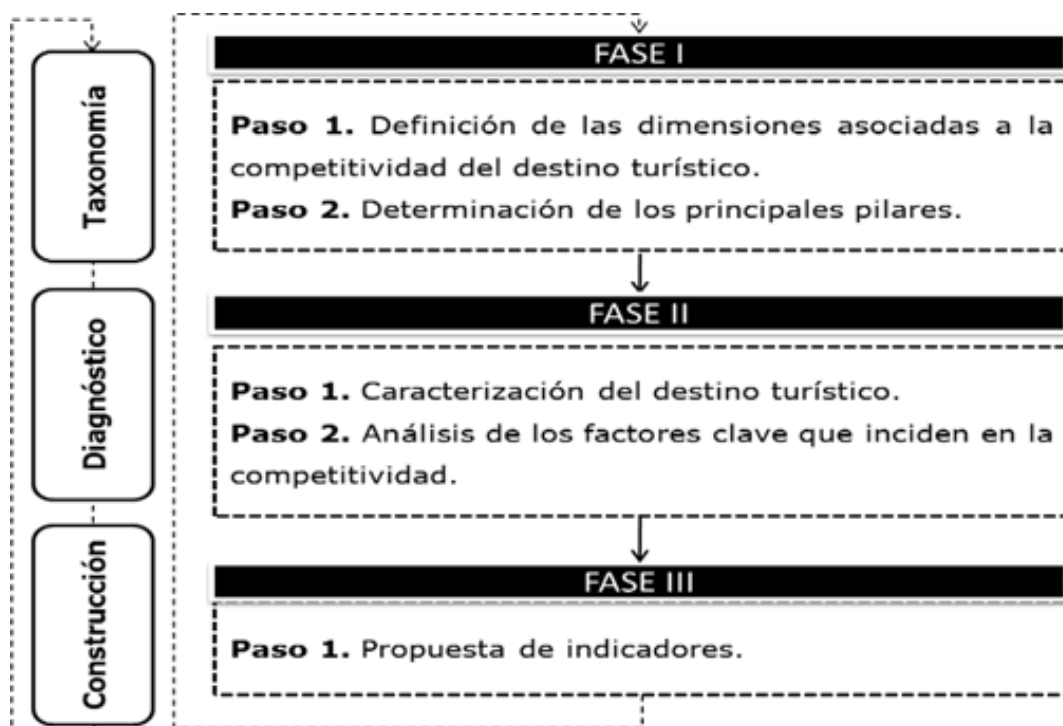 Taxonomía
FASE I
Paso 1. Definición de las dimensiones asociadas a la
competitividad del destino turístico.
Paso 2. Determinación de los principales pilares.
Diagnóstico
FASE II
Paso 1. Caracterización del destino turístico.
Paso 2. Análisis de los factores clave que inciden en la
competitividad.
Construcción
FASE III
Paso 1. Propuesta de indicadores.